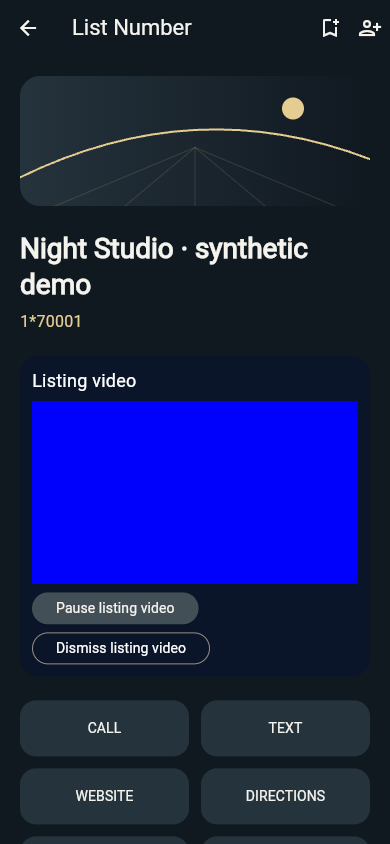 List Number
Night Studio · synthetic
demo
1*70001
Listing video
Pause listing video
Dismiss listing video
CALL
TEXT
WEBSITE
DIRECTIONS